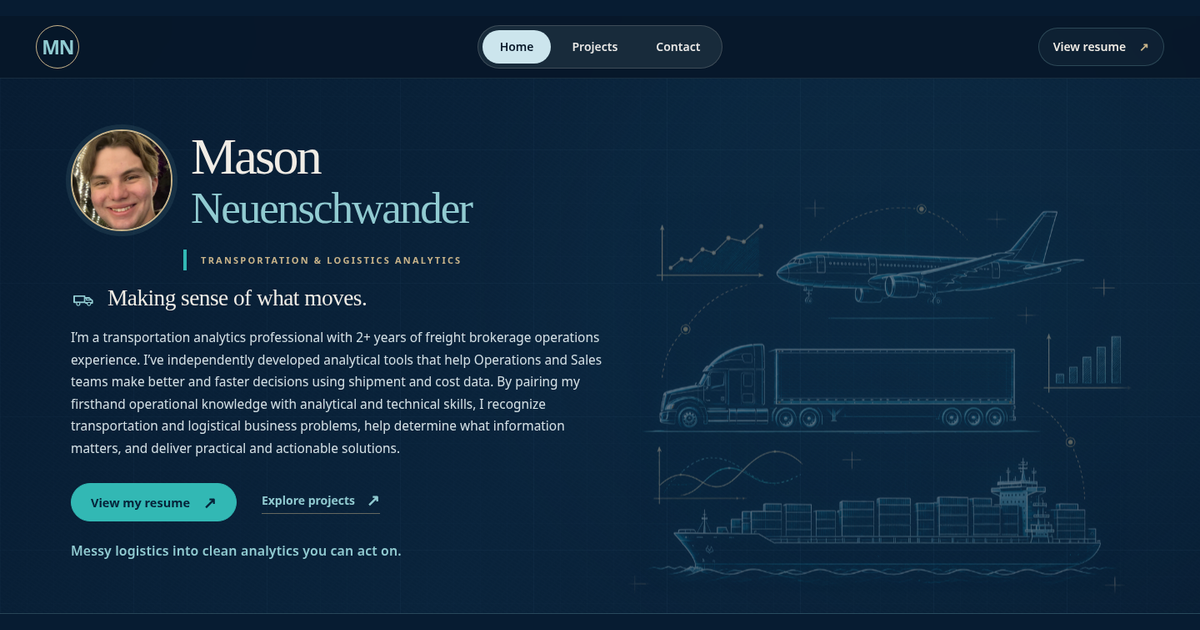 MN
Home
Projects
Contact
View resume ↗
Mason
Neuenschwander
TRANSPORTATION & LOGISTICS ANALYTICS
Making sense of what moves.
I’m a transportation analytics professional with 2+ years of freight brokerage operations
experience. I’ve independently developed analytical tools that help Operations and Sales
teams make better and faster decisions using shipment and cost data. By pairing my
firsthand operational knowledge with analytical and technical skills, I recognize
transportation and logistical business problems, help determine what information
matters, and deliver practical and actionable solutions.
View my resume ↗
Explore projects ↗
Messy logistics into clean analytics you can act on.